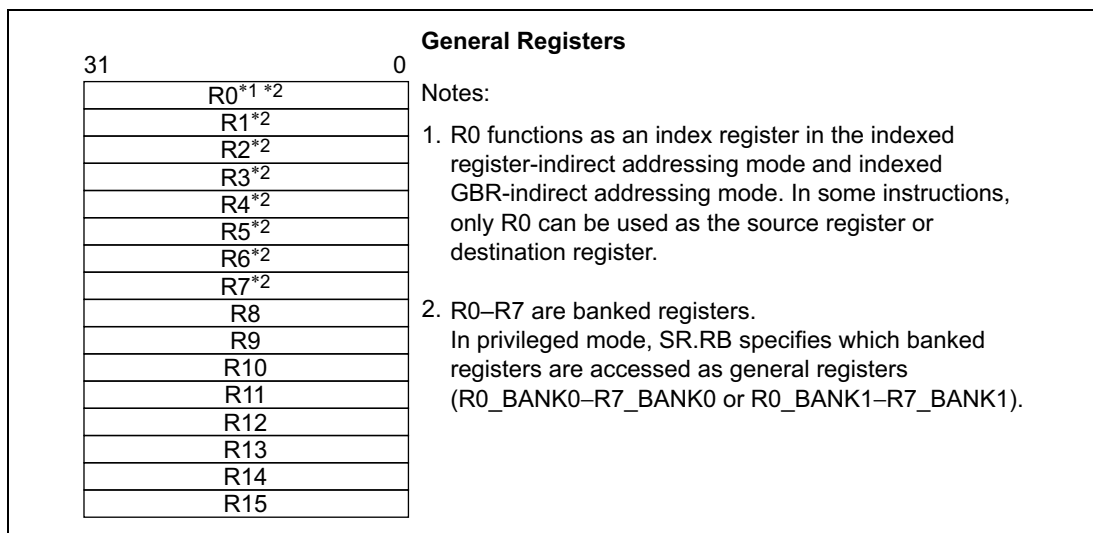 General Registers
31 0
R0*1 *2
R1*2
R2*2
R3*2
R4*2
R5*2
R6*2
R7*2
R8
R9
R10
R11
R12
R13
R14
R15
Notes:
1. R0 functions as an index register in the indexed
register-indirect addressing mode and indexed
GBR-indirect addressing mode. In some instructions,
only R0 can be used as the source register or
destination register.
2. R0–R7 are banked registers.
In privileged mode, SR.RB specifies which banked
registers are accessed as general registers
(R0_BANK0–R7_BANK0 or R0_BANK1–R7_BANK1).